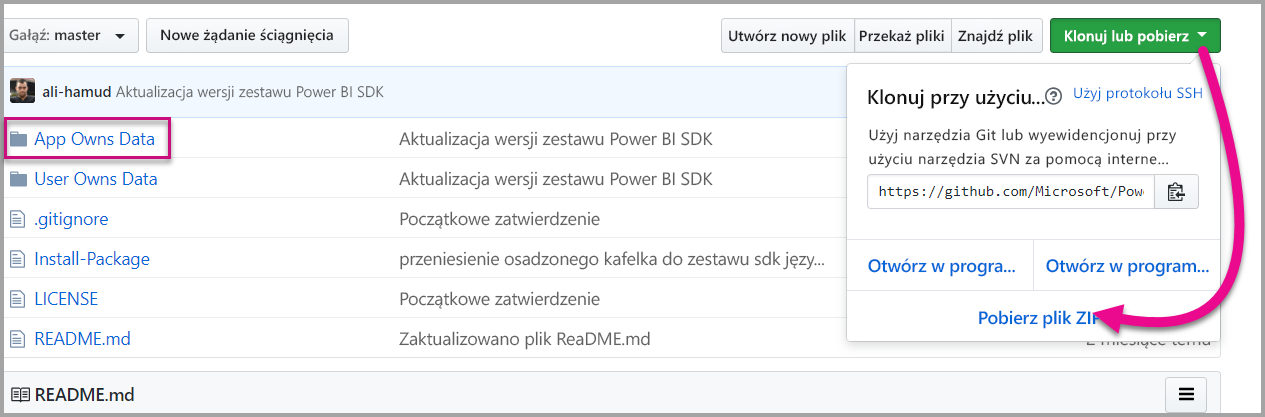 Gałąź: master
Nowe żądanie ściągnięcia
Utwórz nowy plik
Przekaż pliki
Znajdź plik
Klonuj lub pobierz
ali-hamud Aktualizacja wersji zestawu Power BI SDK
App Owns Data Aktualizacja wersji zestawu Power BI SDK
User Owns Data Aktualizacja wersji zestawu Power BI SDK
.gitignore Początkowe zatwierdzenie
Install-Package przeniesienie osadzonego kafelka do zestawu sdk języ...
LICENSE Początkowe zatwierdzenie
README.md Zaktualizowano plik ReaDME.md
Klonuj przy użyciu... Użyj protokołu SSH
Użyj narzędzia Git lub wyewidencjonuj przy
użyciu narzędzia SVN za pomocą interne...
https://github.com/Microsoft/Pow
Otwórz w progra... Otwórz w program...
Pobierz plik ZIP
README.md